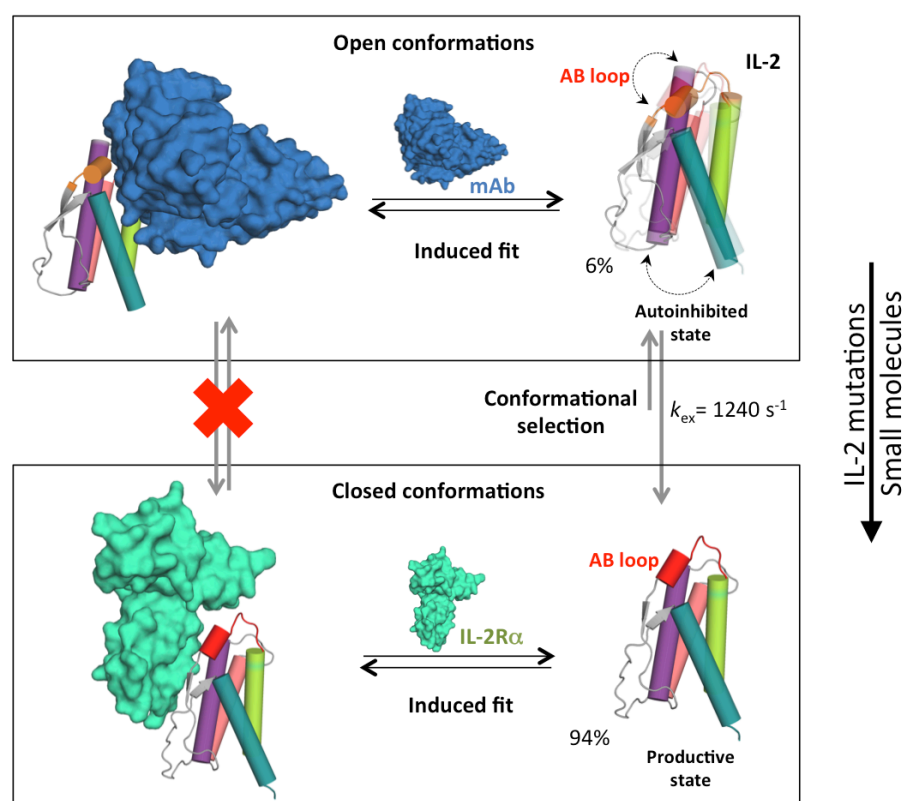 Open conformations
IL-2
AB loop
mAb
Induced fit
6%
Autoinhibited
state
Conformational
selection
kex= 1240 s-1
IL-2 mutations
Small molecules
Closed conformations
AB loop
IL-2Rα
Induced fit
94%
Productive
state